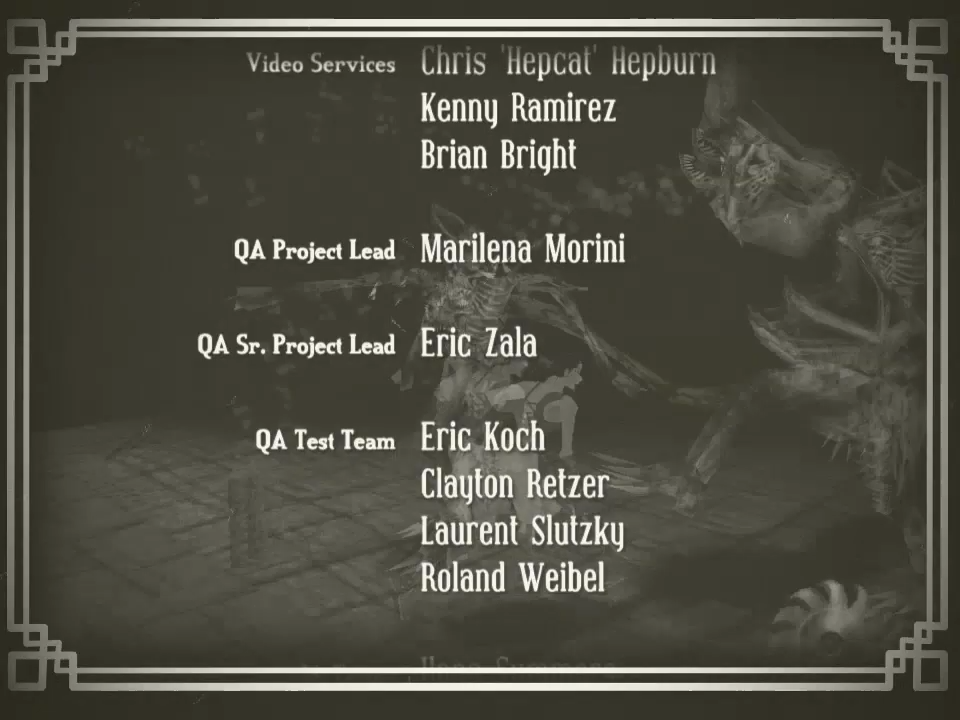 Video Services Chris 'Hepcat' Hepburn
Kenny Ramirez
Brian Bright
QA Project Lead Marilena Morini
QA Sr. Project Lead Eric Zala
QA Test Team Eric Koch
Clayton Retzer
Laurent Slutzky
Roland Weibel